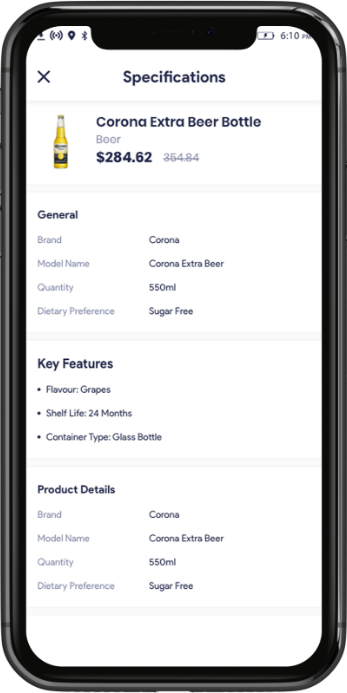 6:10 PM
Specifications
Corona Extra Beer Bottle
Beer
$284.62 354.84
General
Brand Corona
Model Name Corona Extra Beer
Quantity 550ml
Dietary Preference Sugar Free
Key Features
• Flavour: Grapes
• Shelf Life: 24 Months
• Container Type: Glass Bottle
Product Details
Brand Corona
Model Name Corona Extra Beer
Quantity 550ml
Dietary Preference Sugar Free